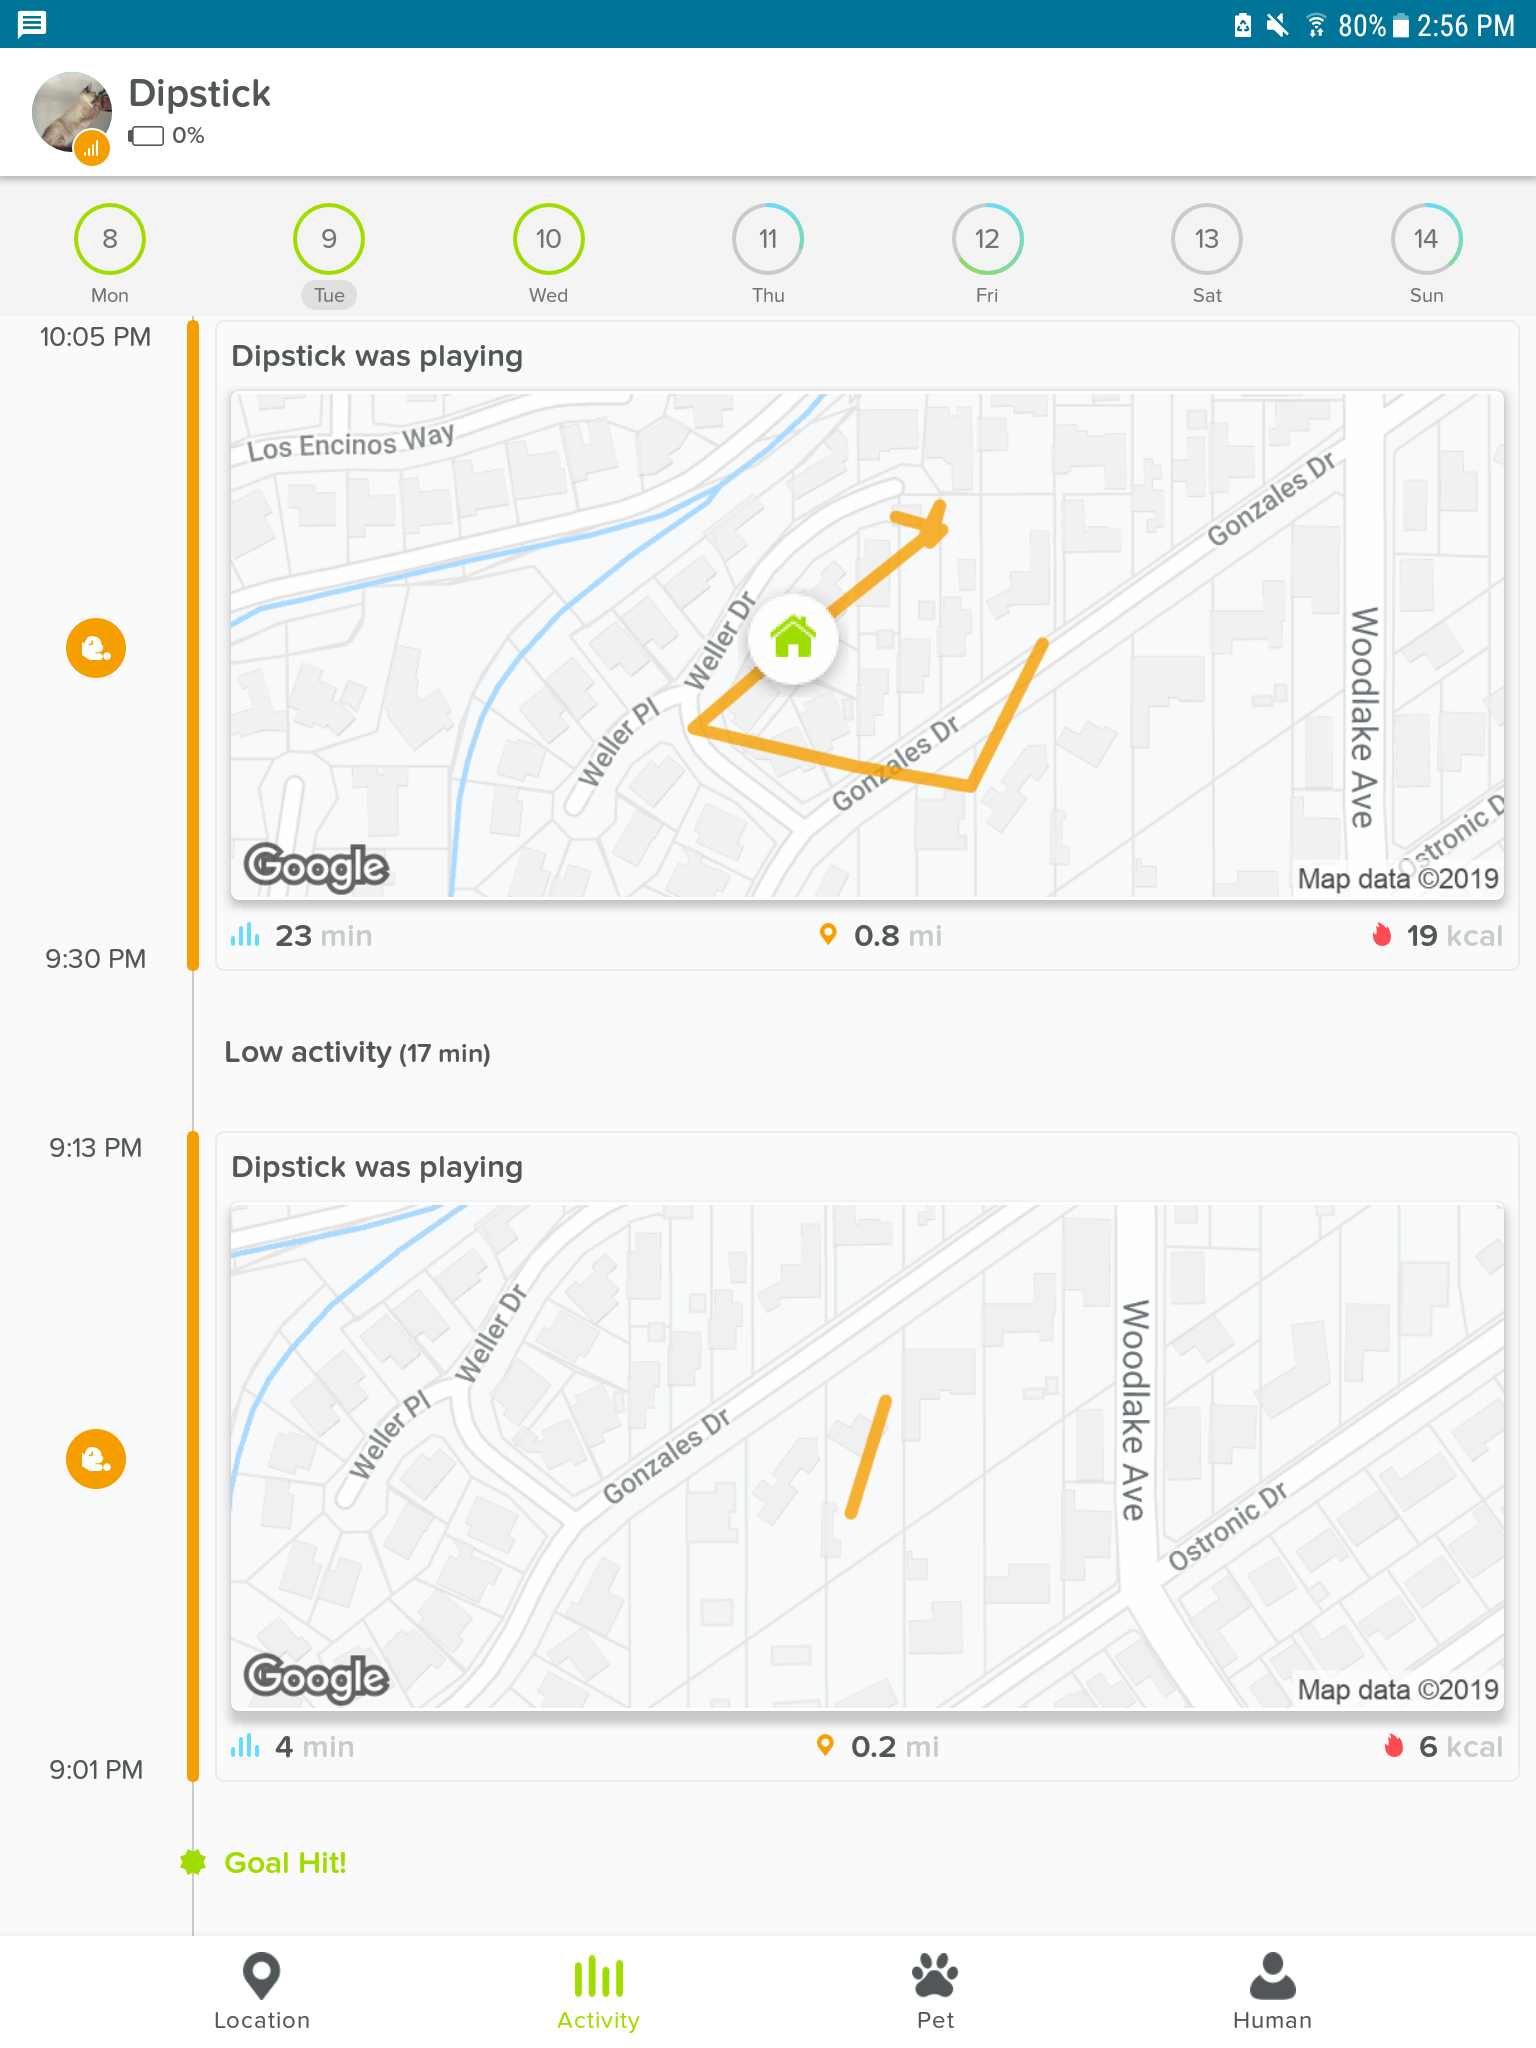 80% 2:56 PM
Dipstick
0%
8 9 10 11 12 13 14
Mon Tue Wed Thu Fri Sat Sun
10:05 PM
Dipstick was playing
Los Encinos Way
Gonzales Dr
Weller Dr
Woodlake Ave
Weller Pl
Gonzales Dr
Ostronic D
Google
Map data ©2019
23 min 0.8 mi 19 kcal
9:30 PM
Low activity (17 min)
9:13 PM
Dipstick was playing
Weller Dr
Woodlake Ave
Weller Pl
Gonzales Dr
Ostronic Dr
Google
Map data ©2019
4 min 0.2 mi 6 kcal
9:01 PM
Goal Hit!
Location Activity Pet Human